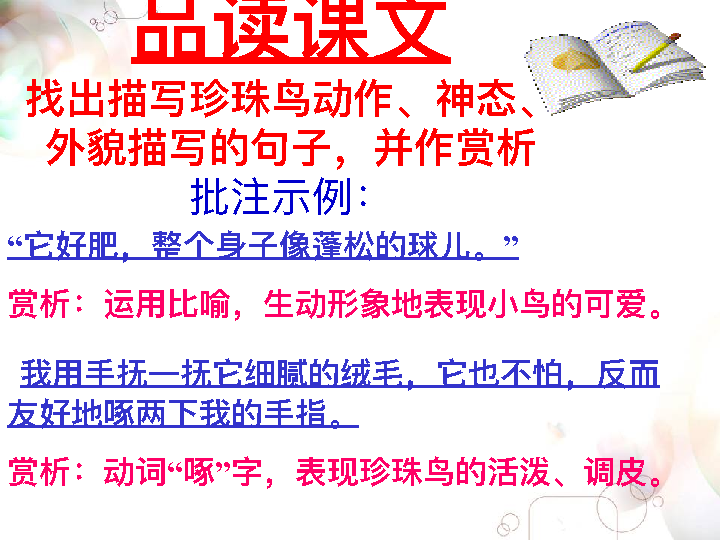 品读课文
找出描写珍珠鸟动作、神态、
外貌描写的句子，并作赏析
批注示例：
“它好肥，整个身子像蓬松的球儿。”
赏析：运用比喻，生动形象地表现小鸟的可爱。
我用手抚一抚它细腻的绒毛，它也不怕，反而
友好地啄两下我的手指。
赏析：动词“啄”字，表现珍珠鸟的活泼、调皮。